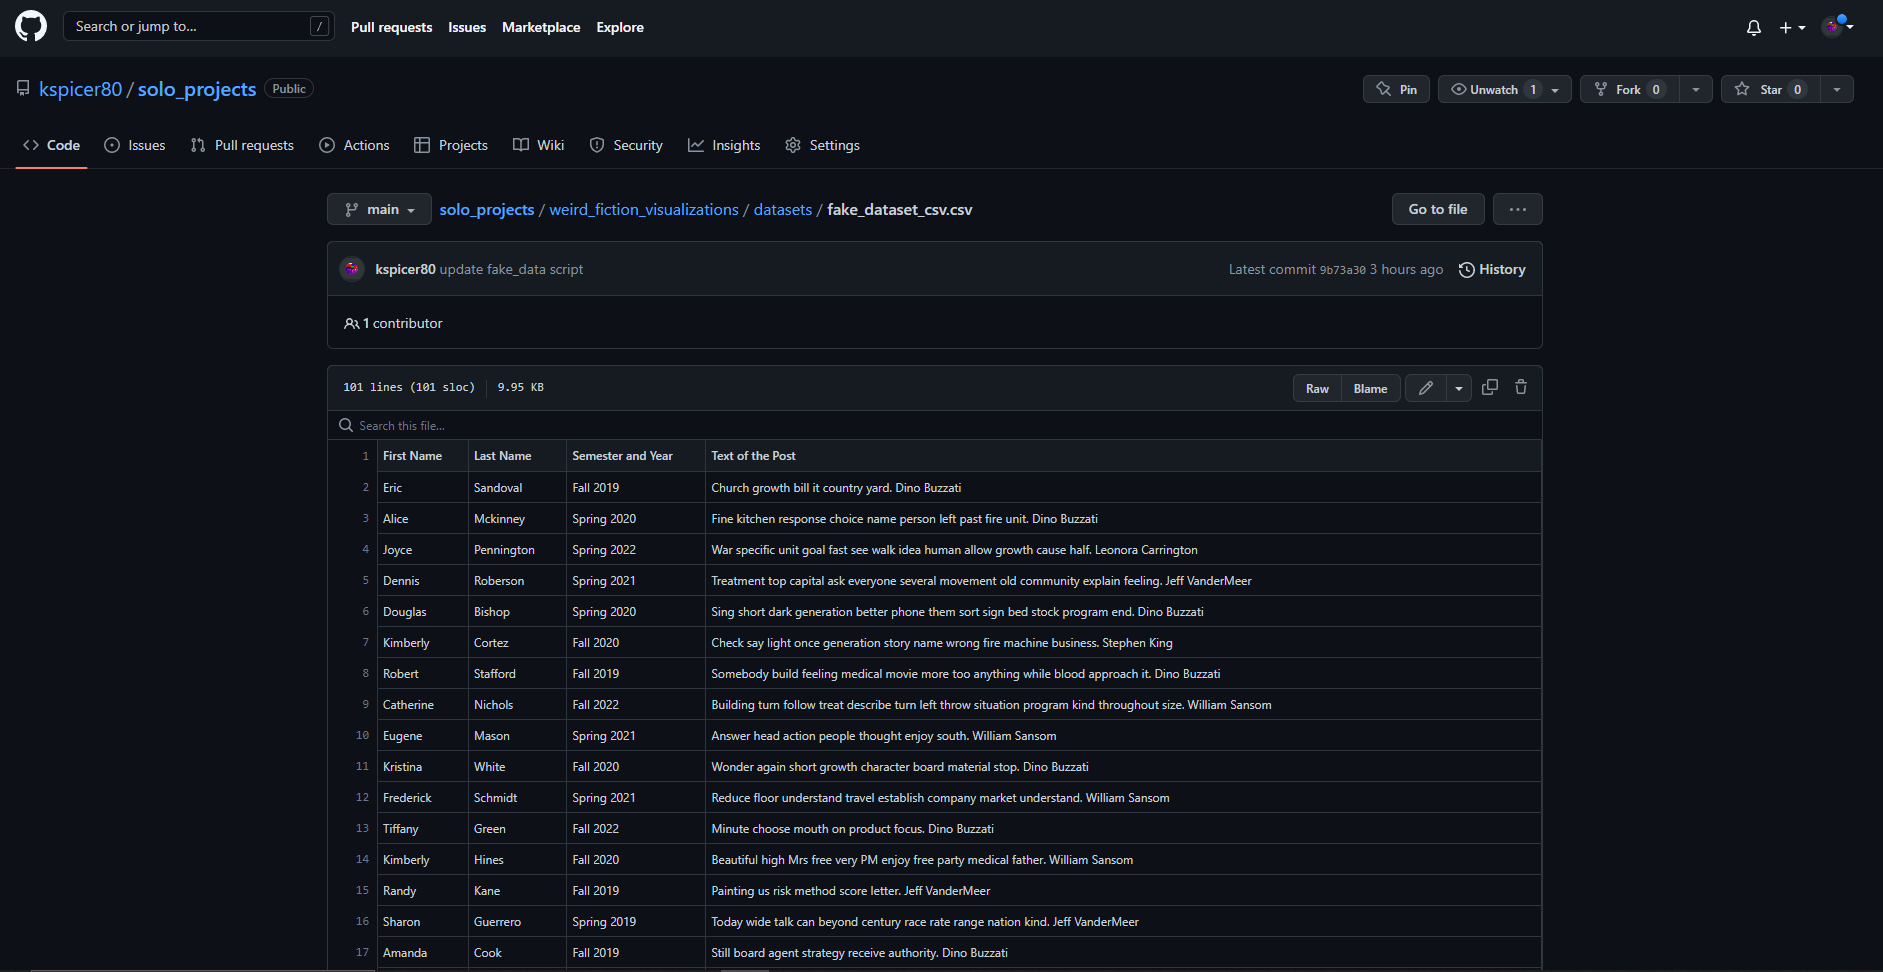 Search or jump to... / Pull requests Issues Marketplace Explore
kspicer80 / solo_projects Public Pin Unwatch 1 Fork 0 Star 0
Code Issues Pull requests Actions Projects Wiki Security Insights Settings
main solo_projects / weird_fiction_visualizations / datasets / fake_dataset_csv.csv Go to file ...
kspicer80 update fake_data script Latest commit 9b73a30 3 hours ago History
1 contributor
101 lines (101 sloc) 9.95 KB Raw Blame
Search this file...
1 First Name Last Name Semester and Year Text of the Post
2 Eric Sandoval Fall 2019 Church growth bill it country yard. Dino Buzzati
3 Alice Mckinney Spring 2020 Fine kitchen response choice name person left past fire unit. Dino Buzzati
4 Joyce Pennington Spring 2022 War specific unit goal fast see walk idea human allow growth cause half. Leonora Carrington
5 Dennis Roberson Spring 2021 Treatment top capital ask everyone several movement old community explain feeling. Jeff VanderMeer
6 Douglas Bishop Spring 2020 Sing short dark generation better phone them sort sign bed stock program end. Dino Buzzati
7 Kimberly Cortez Fall 2020 Check say light once generation story name wrong fire machine business. Stephen King
8 Robert Stafford Fall 2019 Somebody build feeling medical movie more too anything while blood approach it. Dino Buzzati
9 Catherine Nichols Fall 2022 Building turn follow treat describe turn left throw situation program kind throughout size. William Sansom
10 Eugene Mason Spring 2021 Answer head action people thought enjoy south. William Sansom
11 Kristina White Fall 2020 Wonder again short growth character board material stop. Dino Buzzati
12 Frederick Schmidt Spring 2021 Reduce floor understand travel establish company market understand. William Sansom
13 Tiffany Green Fall 2022 Minute choose mouth on product focus. Dino Buzzati
14 Kimberly Hines Fall 2020 Beautiful high Mrs free very PM enjoy free party medical father. William Sansom
15 Randy Kane Fall 2019 Painting us risk method score letter. Jeff VanderMeer
16 Sharon Guerrero Spring 2019 Today wide talk can beyond century race rate range nation kind. Jeff VanderMeer
17 Amanda Cook Fall 2019 Still board agent strategy receive authority. Dino Buzzati